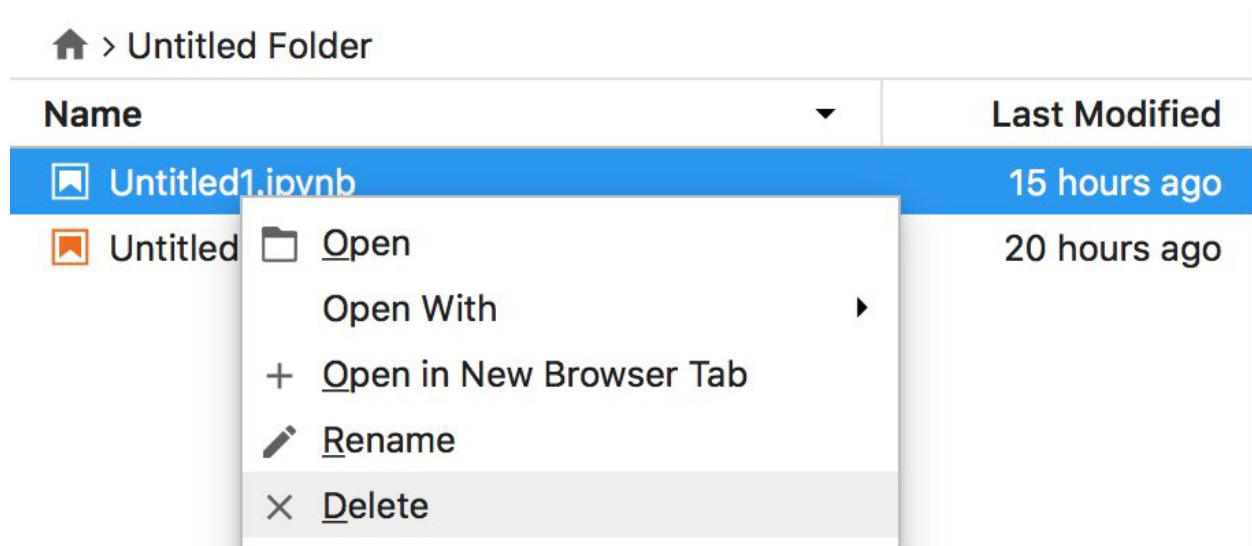 > Untitled Folder
Name Last Modified
Untitled1.ipynb 15 hours ago
Untitled 20 hours ago
Open
Open With
Open in New Browser Tab
Rename
Delete